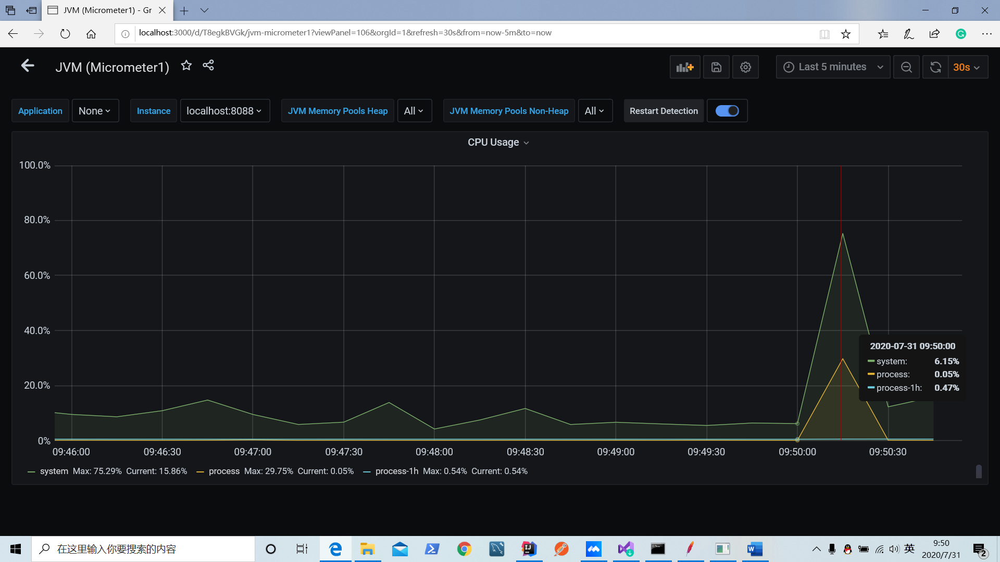 JVM (Micrometer1) - Gr
localhost:3000/d/T8egkBVGk/jvm-micrometer1?viewPanel=106&orgId=1&refresh=30s&from=now-5m&to=now
JVM (Micrometer1)
Last 5 minutes
30s
Application None Instance localhost:8088 JVM Memory Pools Heap All JVM Memory Pools Non-Heap All Restart Detection
CPU Usage
100.0%
80.0%
60.0%
40.0%
20.0%
0%
2020-07-31 09:50:00
system: 6.15%
process: 0.05%
process-1h: 0.47%
09:46:00 09:46:30 09:47:00 09:47:30 09:48:00 09:48:30 09:49:00 09:49:30 09:50:00 09:50:30
system Max: 75.29% Current: 15.86% process Max: 29.75% Current: 0.05% process-1h Max: 0.54% Current: 0.54%
在这里输入你要搜索的内容
英
9:50
2020/7/31
2